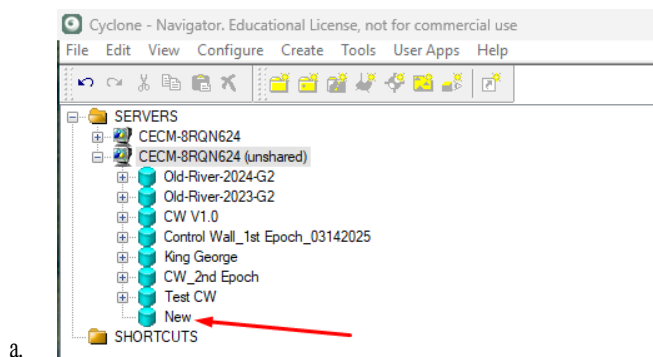 Cyclone - Navigator. Educational License, not for commercial use
File Edit View Configure Create Tools User Apps Help
SERVERS
CECM-8RQN624
CECM-8RQN624 (unshared)
Old-River-2024-G2
Old-River-2023-G2
CW V1.0
Control Wall_1st Epoch_03142025
King George
CW_2nd Epoch
Test CW
New
SHORTCUTS
a.